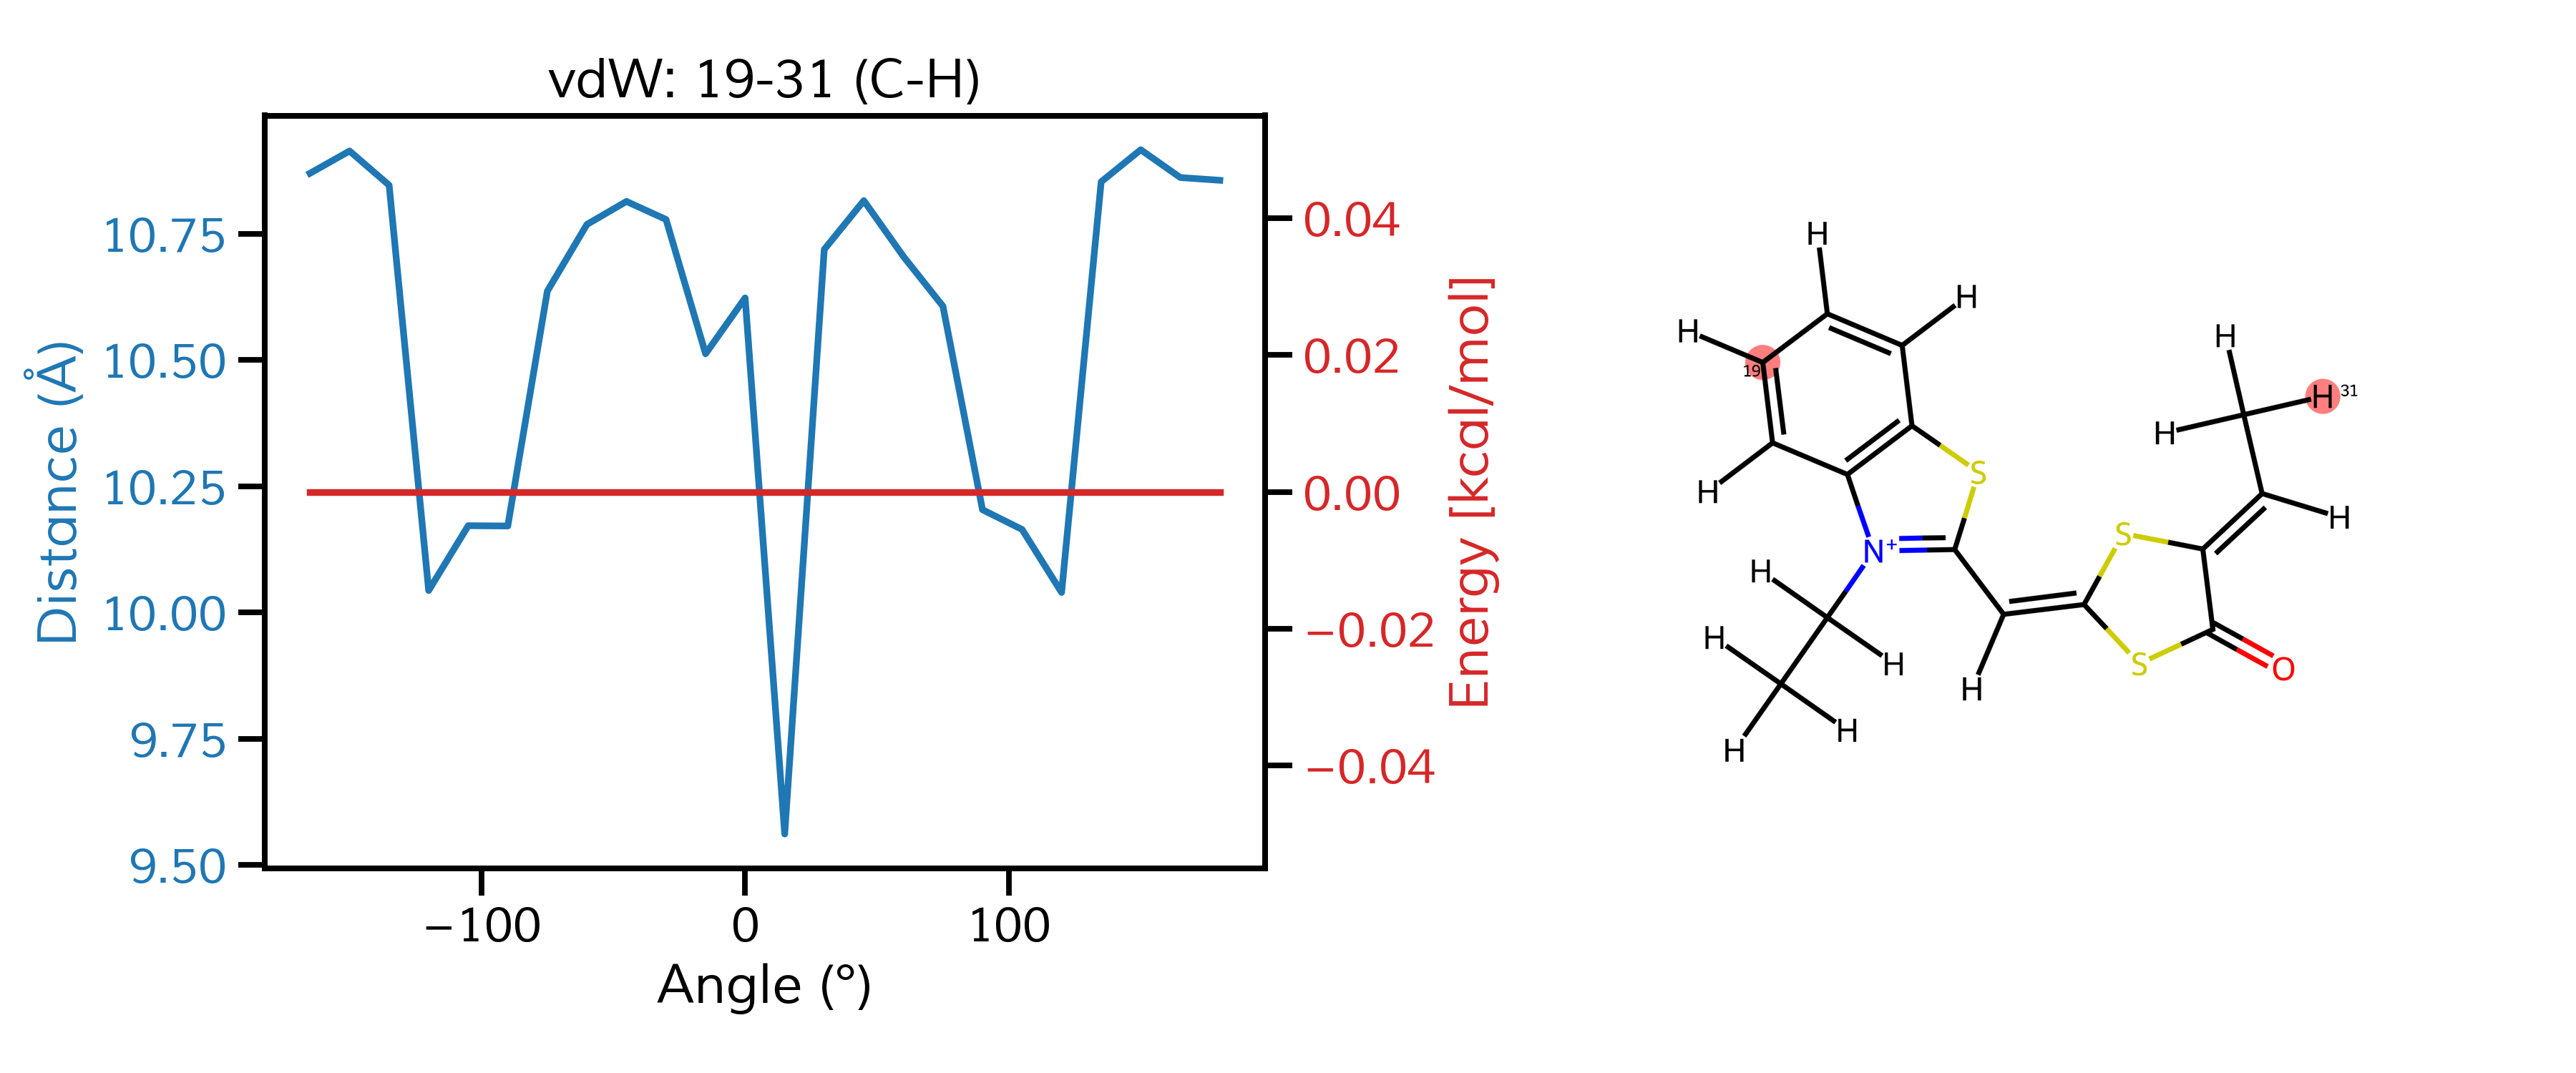 vdW: 19-31 (C-H)
Distance (Å)
10.75
10.50
10.25
10.00
9.75
9.50
−100
0
100
Angle (°)
0.04
0.02
0.00
−0.02
−0.04
Energy [kcal/mol]
H
H
H
H
19
H
31
H
H
S
H
H
S
N+
H
H
H
S
O
H
H
H